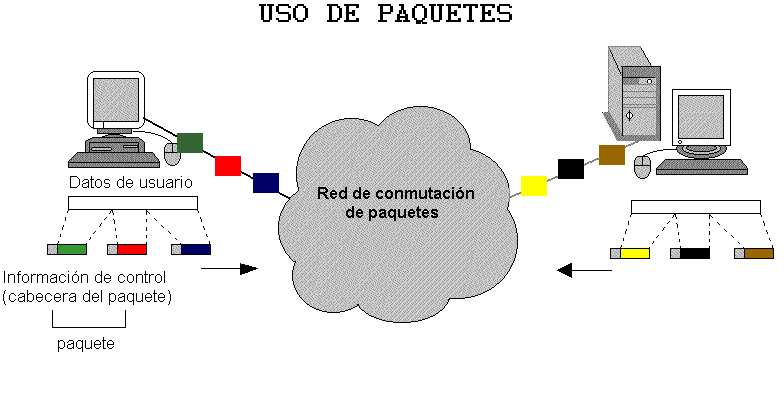 USO DE PAQUETES
Datos de usuario
Red de conmutación
de paquetes
Información de control
(cabecera del paquete)
paquete